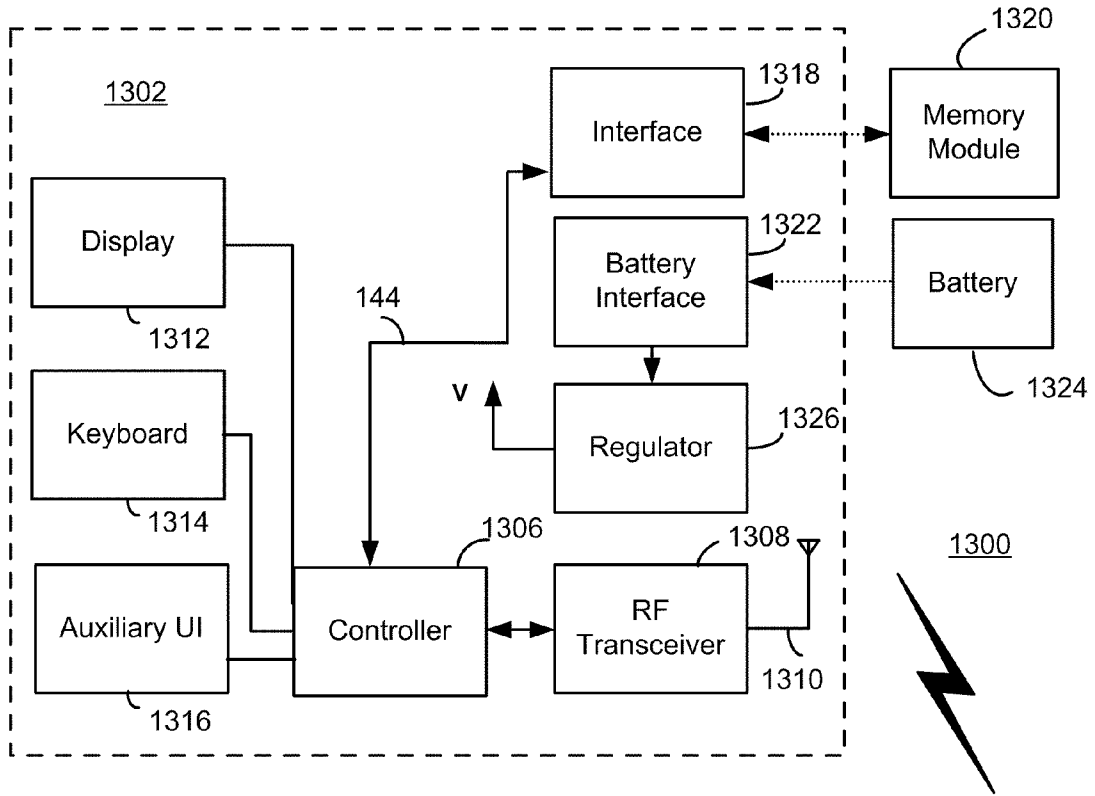 1320
1302
1318
Interface
Memory
Module
Display
1322
Battery
Interface
Battery
1312
144
1324
V
Keyboard
Regulator
1326
1314
1306
1308
1300
Auxiliary UI
Controller
RF
Transceiver
1310
1316